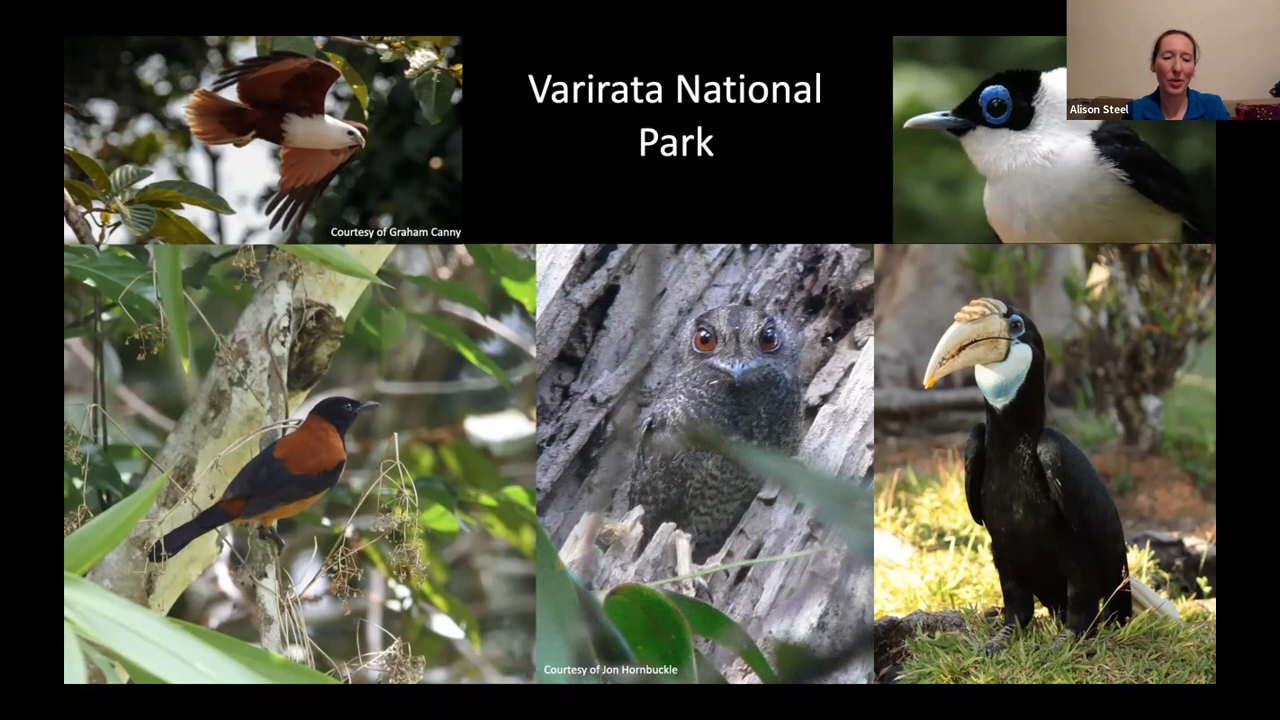 Varirata National
Park
Alison Steel
Courtesy of Graham Canny
Courtesy of Jon Hornbuckle